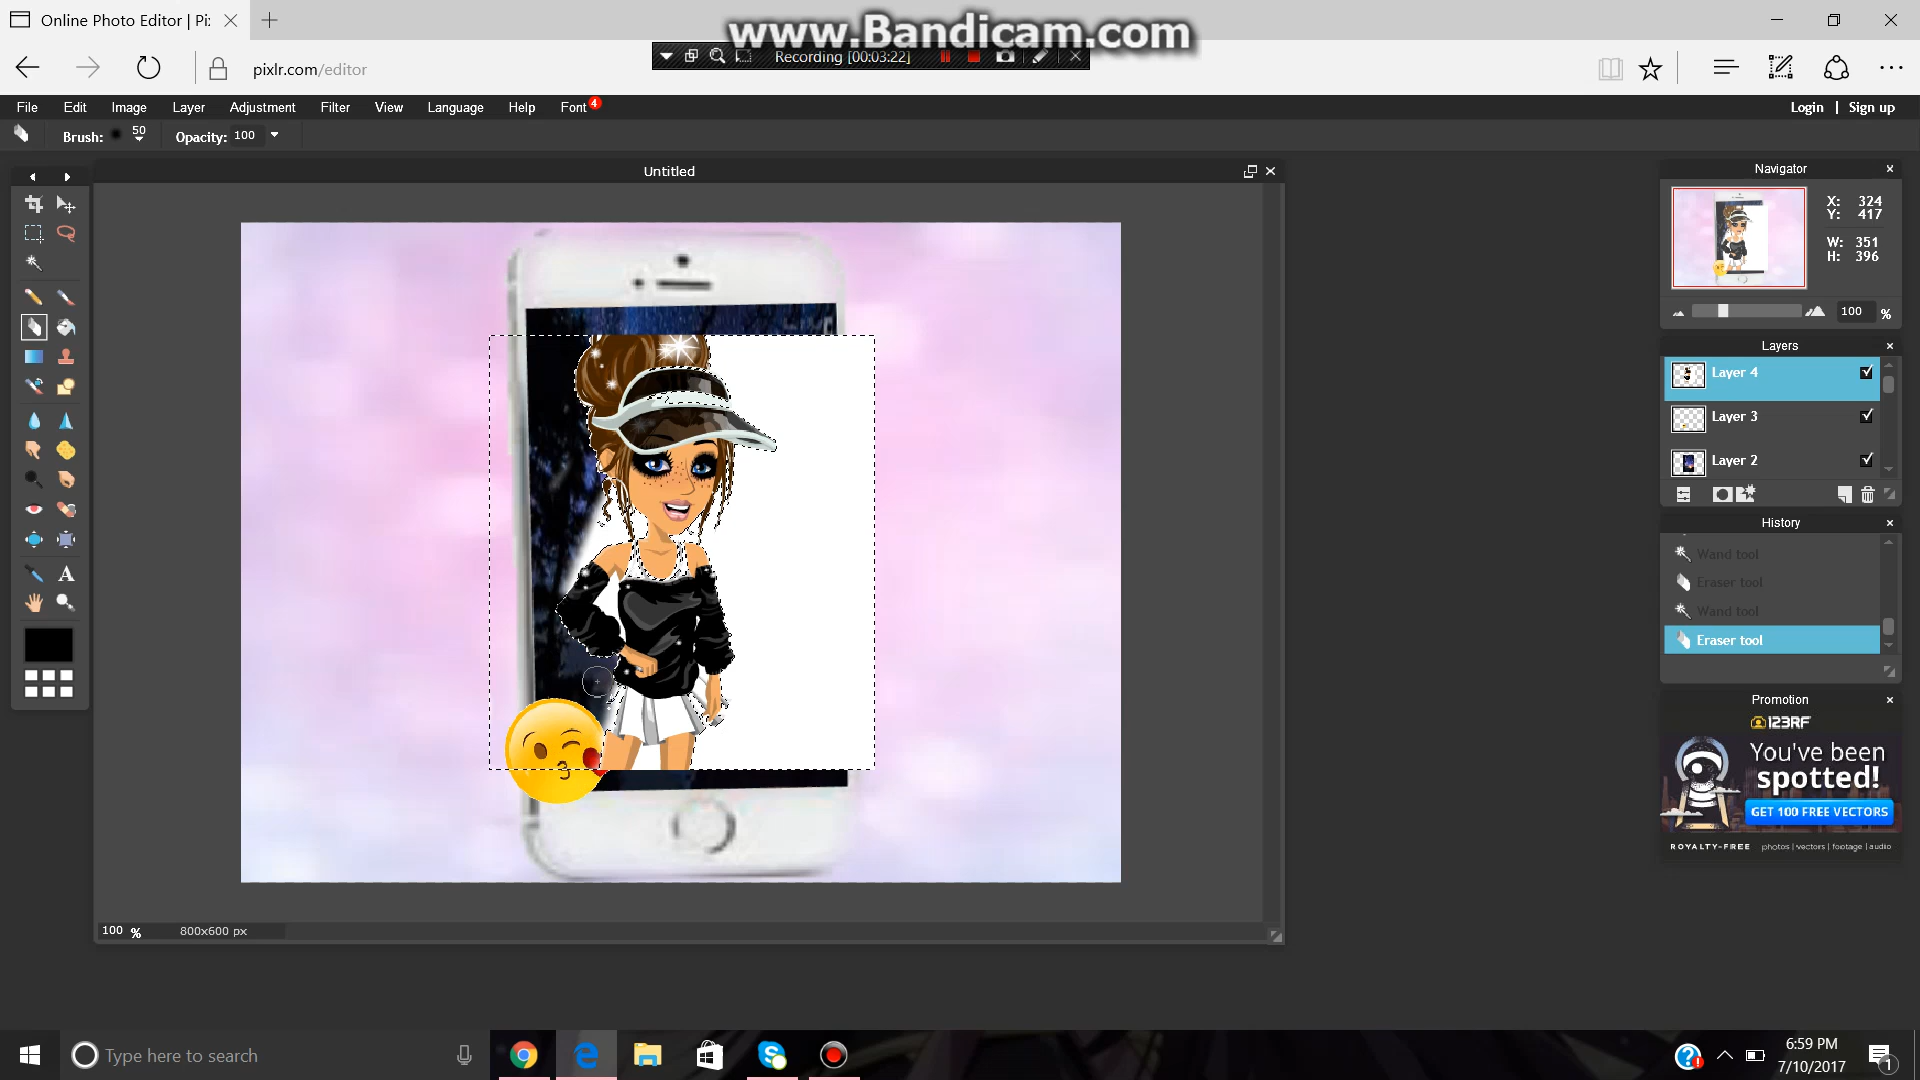 Online Photo Editor | Pi:
www.Bandicam.com
Recording [00:03:22]
pixlr.com/editor
File Edit Image Layer Adjustment Filter View Language Help Font 4
Login | Sign up
Brush: 50 Opacity: 100
Untitled
Navigator
X: 324
Y: 417
W: 351
H: 396
100 %
Layers
Layer 4
Layer 3
Layer 2
History
Wand tool
Eraser tool
Wand tool
Eraser tool
Promotion
123RF
You've been
spotted!
GET 100 FREE VECTORS
ROYALTY-FREE photos | vectors | footage | audio
A
100 % 800x600 px
Type here to search
6:59 PM
7/10/2017
1